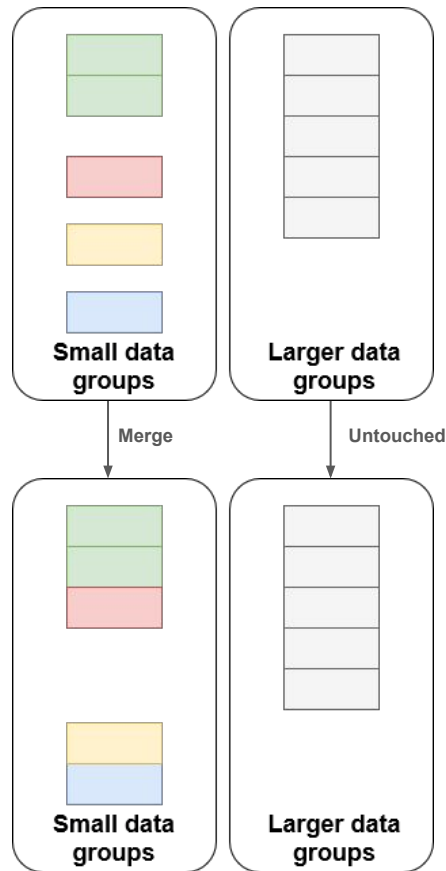 Small data
groups
Larger data
groups
Merge
Untouched
Small data
groups
Larger data
groups